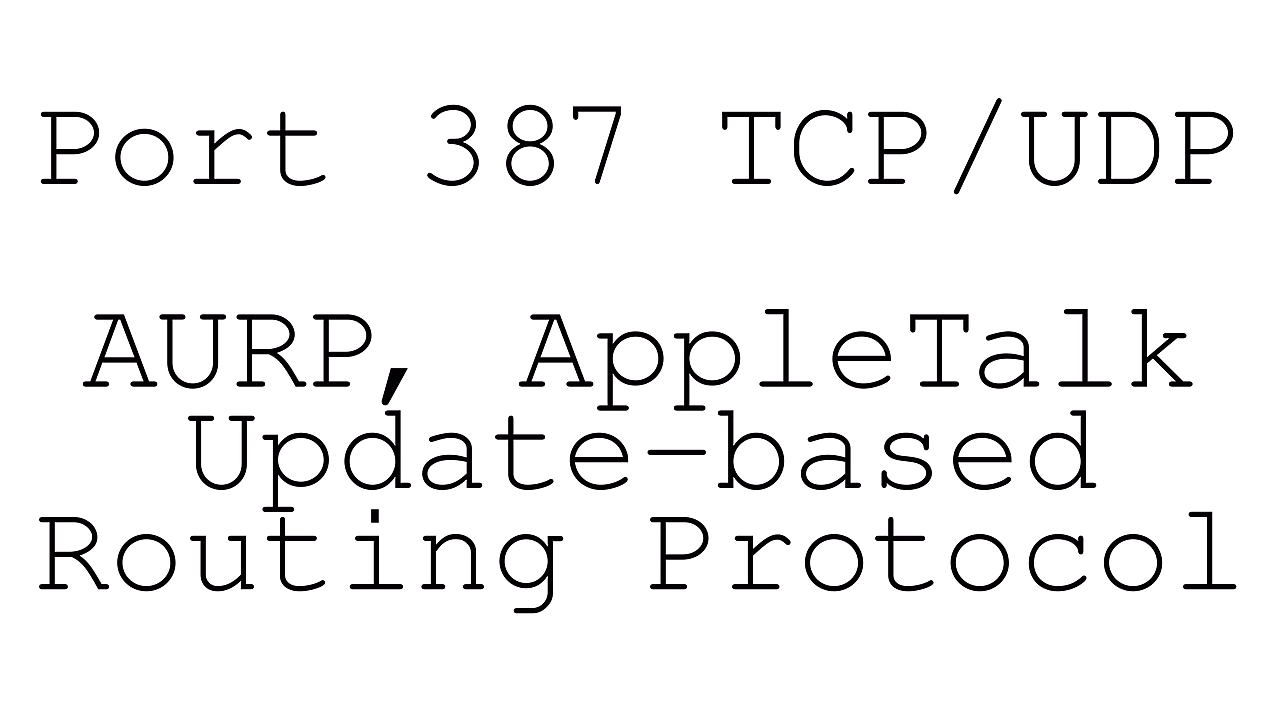 Port 387 TCP/UDP
AURP, AppleTalk
Update-based
Routing Protocol